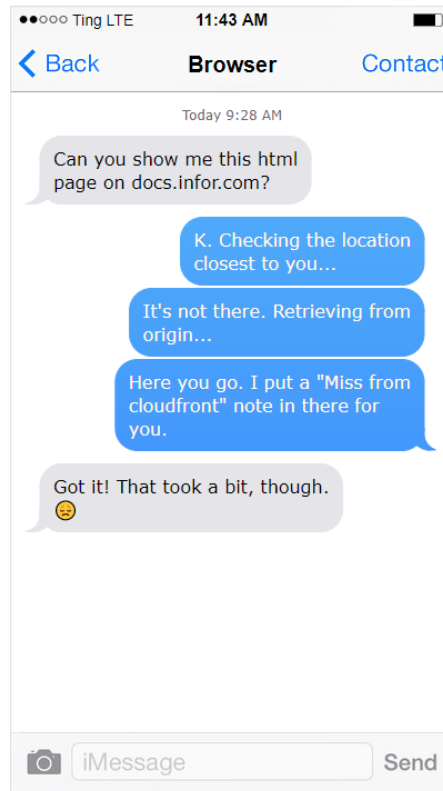 Ting LTE 11:43 AM
Back Browser Contact
Today 9:28 AM
Can you show me this html
page on docs.infor.com?
K. Checking the location
closest to you...
It's not there. Retrieving from
origin...
Here you go. I put a "Miss from
cloudfront" note in there for
you.
Got it! That took a bit, though.
iMessage Send